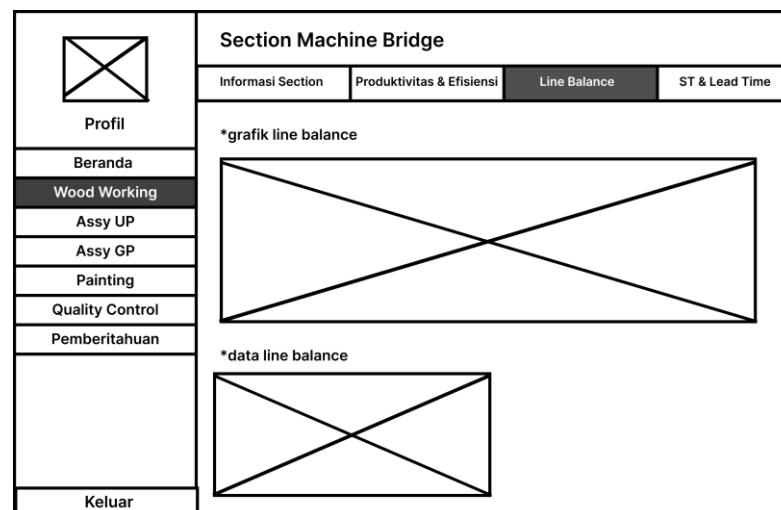 Section Machine Bridge
Informasi Section
Produktivitas & Efisiensi
Line Balance
ST & Lead Time
Profil
Beranda
Wood Working
Assy UP
Assy GP
Painting
Quality Control
Pemberitahuan
Keluar
*grafik line balance
*data line balance